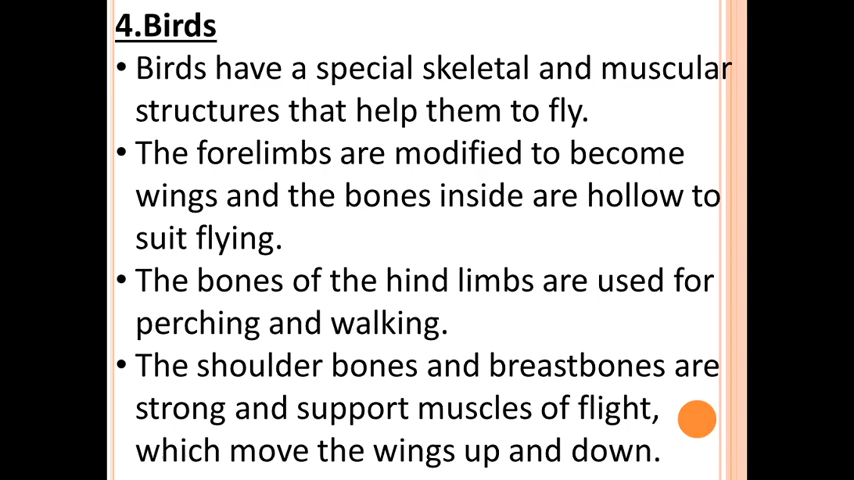 4.Birds
• Birds have a special skeletal and muscular
structures that help them to fly.
• The forelimbs are modified to become
wings and the bones inside are hollow to
suit flying.
• The bones of the hind limbs are used for
perching and walking.
• The shoulder bones and breastbones are
strong and support muscles of flight,
which move the wings up and down.